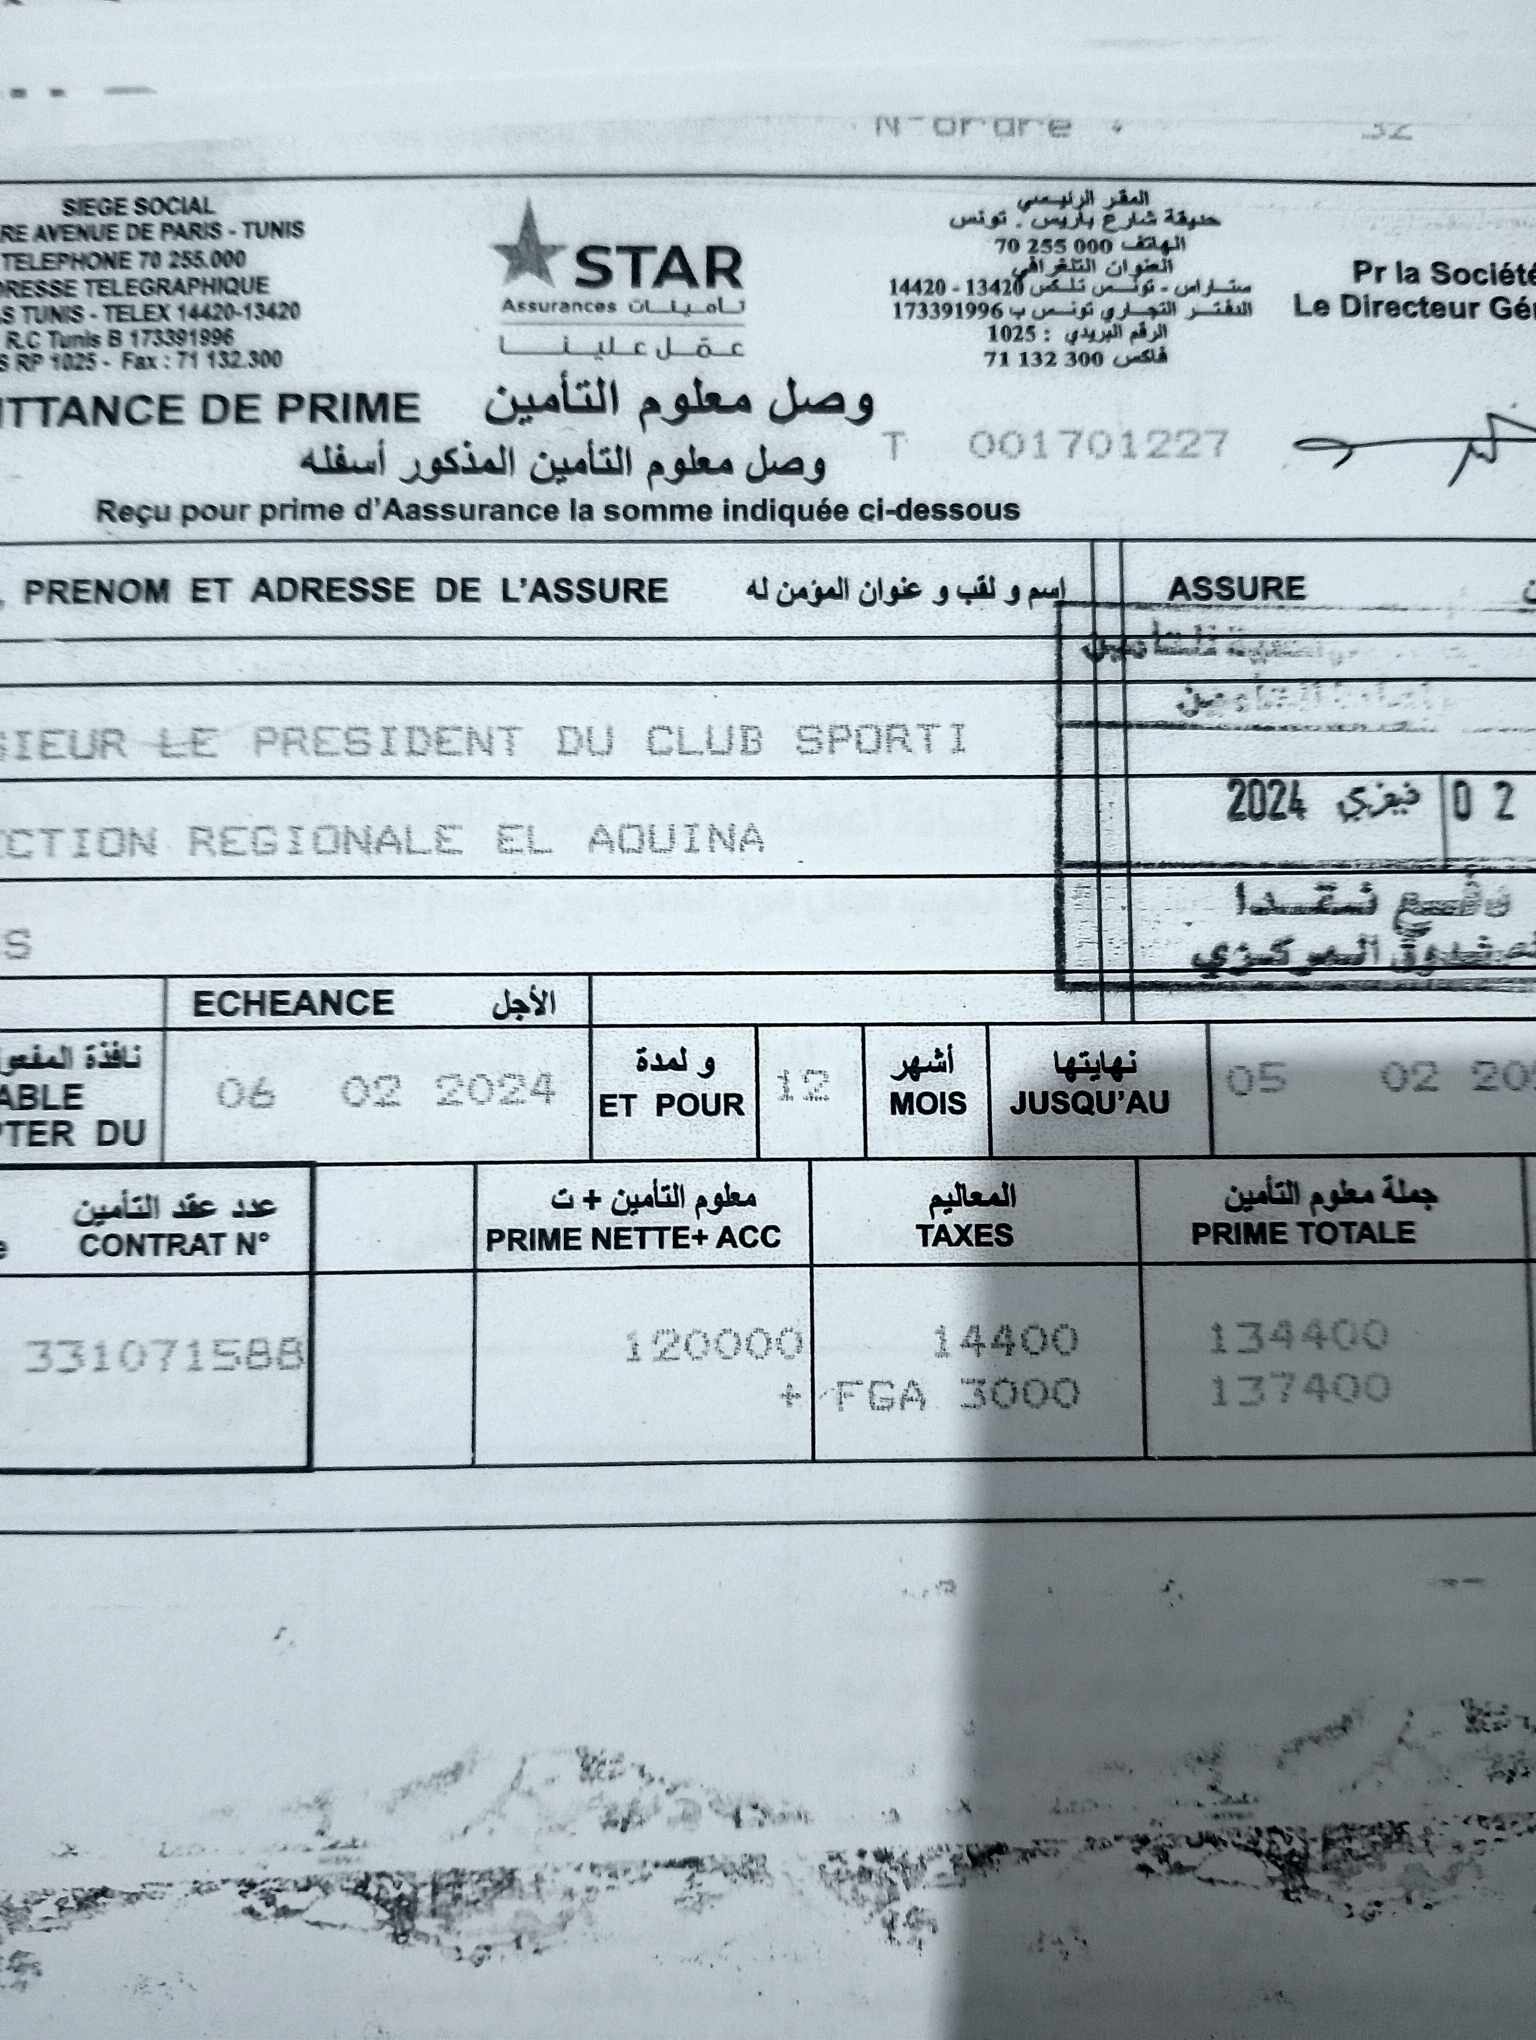 SIEGE SOCIAL
RE AVENUE DE PARIS - TUNIS
TELEPHONE 70 255.000
RESSE TELEGRAPHIQUE
S TUNIS - TELEX 14420-13420
R.C Tunis B 173391996
S RP 1025 - Fax : 71 132.300
STAR
Assurances تأمينات
عوّل علينا
المقر الرئيسي
حديقة شارع باريس . تونس
الهاتف 000 255 70
العنوان التلغرافي
ستاراس - تونس تلكس 13420 - 14420
الدفتر التجاري تونس ب 173391996
الرقم البريدي : 1025
فاكس 300 132 71
Pr la Société
Le Directeur Gé
ITTANCE DE PRIME وصل معلوم التأمين
T 001701227
وصل معلوم التأمين المذكور أسفله
Reçu pour prime d'Aassurance la somme indiquée ci-dessous
PRENOM ET ADRESSE DE L'ASSURE إسم و لقب و عنوان المؤمن له
ASSURE
SIEUR LE PRESIDENT DU CLUB SPORTI
CTION REGIONALE EL AOUINA
S
02 فيفري 2024
نقدا
المركزي
ECHEANCE الأجل
نافذة المفعو
ABLE
PTER DU
06 02 2024
و لمدة
ET POUR
12
أشهر
MOIS
نهايتها
JUSQU'AU
05 02 20
عدد عقد التأمين
CONTRAT N°
معلوم التأمين + ت
PRIME NETTE+ ACC
المعاليم
TAXES
جملة معلوم التأمين
PRIME TOTALE
331071588
120000 14400 134400
+ FGA 3000 137400